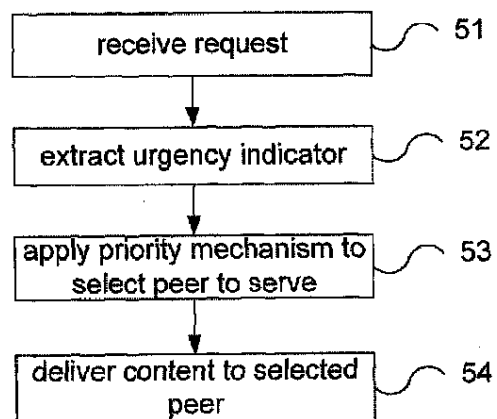 receive request
51
extract urgency indicator
52
apply priority mechanism to
select peer to serve
53
deliver content to selected
peer
54